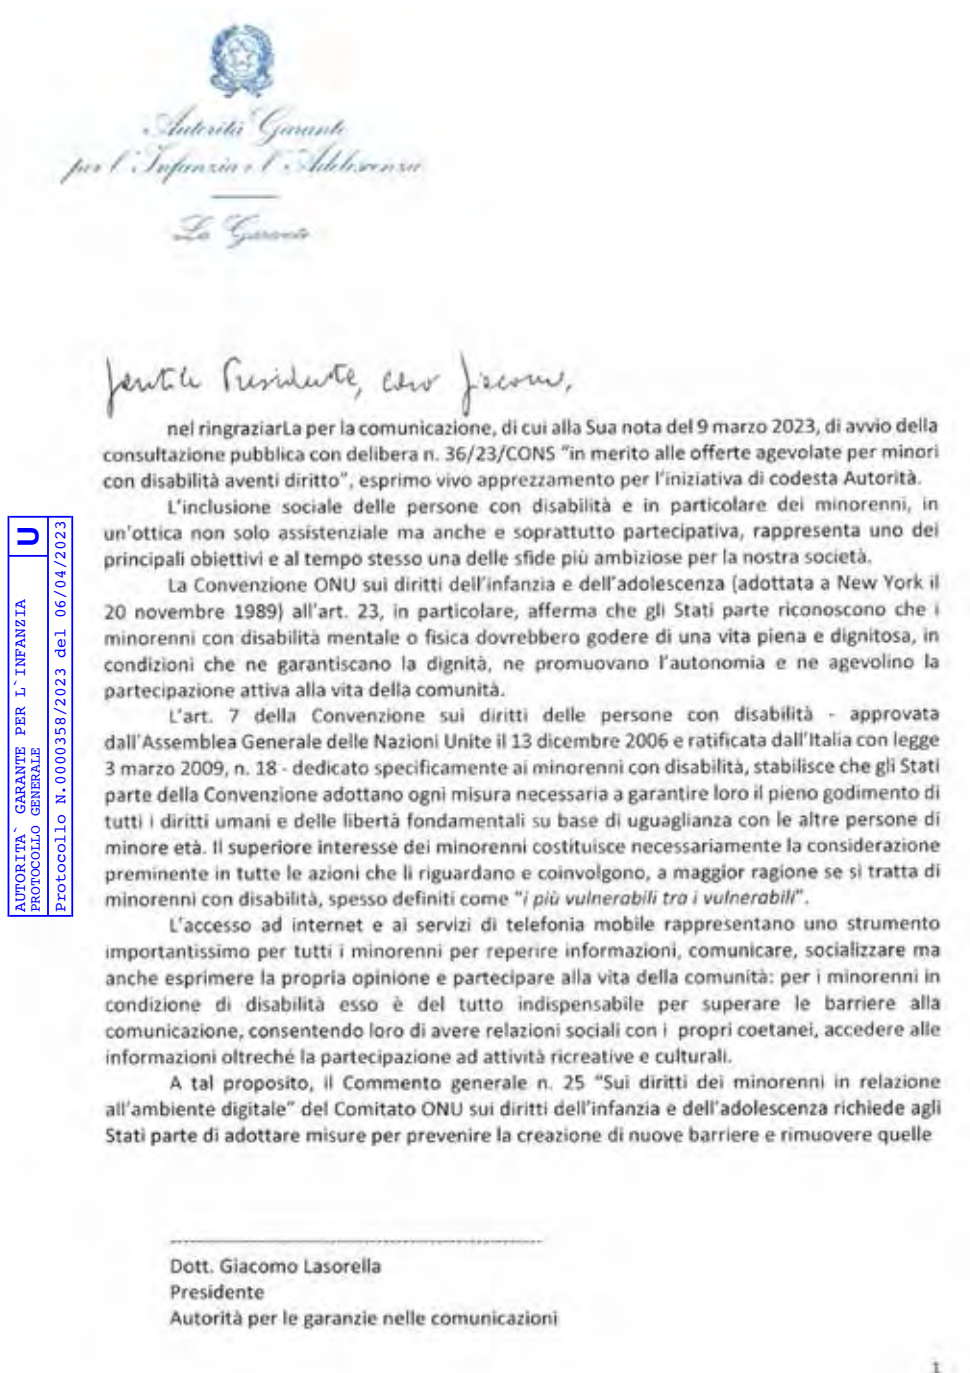 Autorità Garante
per l'Infanzia e l'Adolescenza
La Garante
Gentile Presidente, caro Giacomo,
nel ringraziarLa per la comunicazione, di cui alla Sua nota del 9 marzo 2023, di avvio della
consultazione pubblica con delibera n. 36/23/CONS "in merito alle offerte agevolate per minori
con disabilità aventi diritto", esprimo vivo apprezzamento per l'iniziativa di codesta Autorità.
L'inclusione sociale delle persone con disabilità e in particolare dei minorenni, in
un'ottica non solo assistenziale ma anche e soprattutto partecipativa, rappresenta uno dei
principali obiettivi e al tempo stesso una delle sfide più ambiziose per la nostra società.
La Convenzione ONU sui diritti dell'infanzia e dell'adolescenza (adottata a New York il
20 novembre 1989) all'art. 23, in particolare, afferma che gli Stati parte riconoscono che i
minorenni con disabilità mentale o fisica dovrebbero godere di una vita piena e dignitosa, in
condizioni che ne garantiscano la dignità, ne promuovano l'autonomia e ne agevolino la
partecipazione attiva alla vita della comunità.
L'art. 7 della Convenzione sui diritti delle persone con disabilità - approvata
dall'Assemblea Generale delle Nazioni Unite il 13 dicembre 2006 e ratificata dall'Italia con legge
3 marzo 2009, n. 18 - dedicato specificamente ai minorenni con disabilità, stabilisce che gli Stati
parte della Convenzione adottano ogni misura necessaria a garantire loro il pieno godimento di
tutti i diritti umani e delle libertà fondamentali su base di uguaglianza con le altre persone di
minore età. Il superiore interesse dei minorenni costituisce necessariamente la considerazione
preminente in tutte le azioni che li riguardano e coinvolgono, a maggior ragione se si tratta di
minorenni con disabilità, spesso definiti come "i più vulnerabili tra i vulnerabili".
L'accesso ad internet e ai servizi di telefonia mobile rappresentano uno strumento
importantissimo per tutti i minorenni per reperire informazioni, comunicare, socializzare ma
anche esprimere la propria opinione e partecipare alla vita della comunità: per i minorenni in
condizione di disabilità esso è del tutto indispensabile per superare le barriere alla
comunicazione, consentendo loro di avere relazioni sociali con i propri coetanei, accedere alle
informazioni oltreché la partecipazione ad attività ricreative e culturali.
A tal proposito, il Commento generale n. 25 "Sui diritti dei minorenni in relazione
all'ambiente digitale" del Comitato ONU sui diritti dell'infanzia e dell'adolescenza richiede agli
Stati parte di adottare misure per prevenire la creazione di nuove barriere e rimuovere quelle
Dott. Giacomo Lasorella
Presidente
Autorità per le garanzie nelle comunicazioni
1
AUTORITA` GARANTE PER L`INFANZIA
PROTOCOLLO GENERALE
U
Protocollo N.0000358/2023 del 06/04/2023